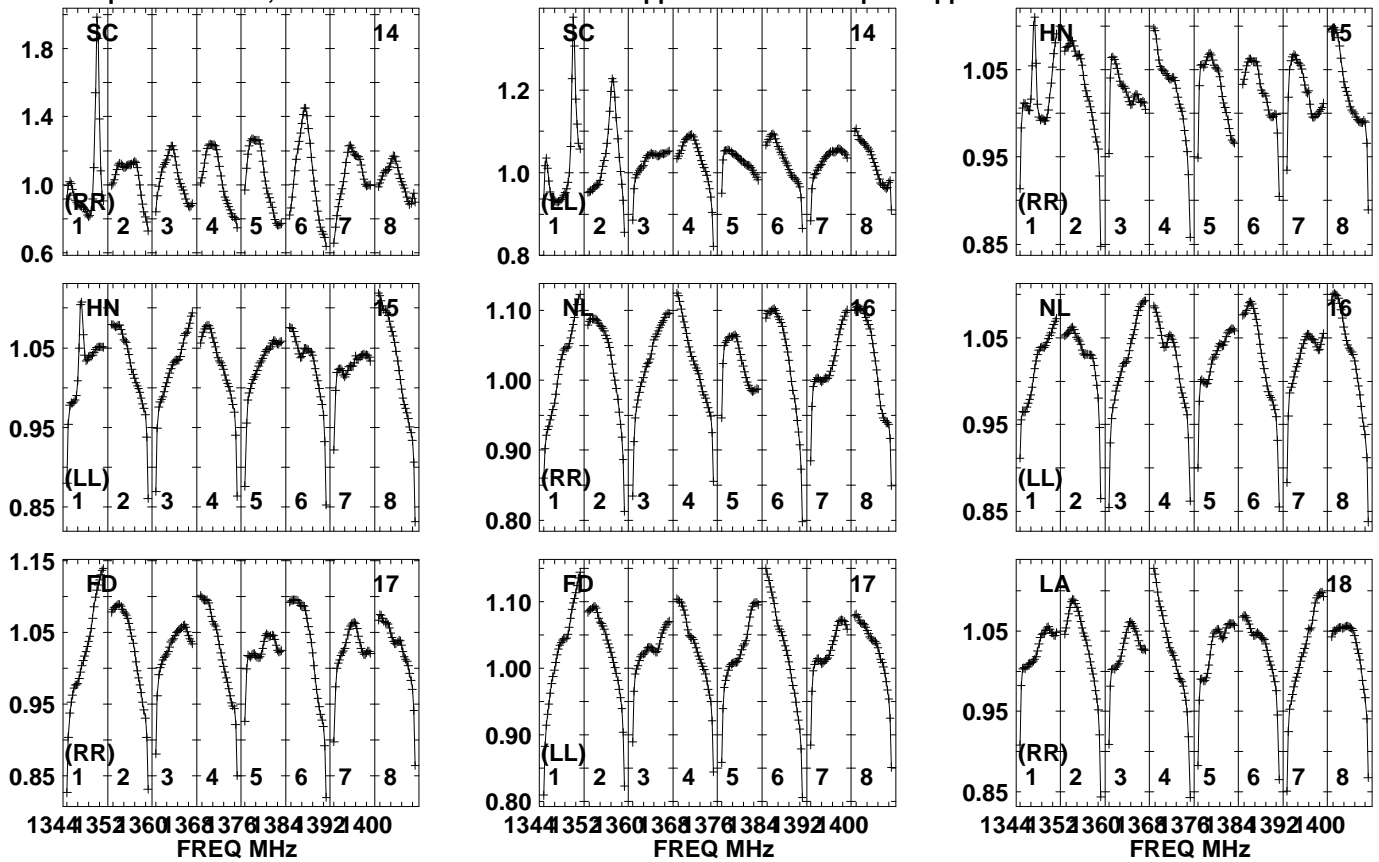 SC 14
1.8
1.4
1.0
0.6
(RR)
1 2 3 4 5 6 7 8
SC 14
1.2
1.0
0.8
(LL)
1 2 3 4 5 6 7 8
HN 15
1.05
0.95
0.85
(RR)
1 2 3 4 5 6 7 8
HN 15
1.05
0.95
0.85
(LL)
1 2 3 4 5 6 7 8
NL 16
1.10
1.00
0.90
0.80
(RR)
1 2 3 4 5 6 7 8
NL 16
1.05
0.95
0.85
(LL)
1 2 3 4 5 6 7 8
FD 17
1.15
1.05
0.95
0.85
(RR)
1 2 3 4 5 6 7 8
1344 1352 1360 1368 1376 1384 1392 1400
FREQ MHz
FD 17
1.10
1.00
0.90
0.80
(LL)
1 2 3 4 5 6 7 8
1344 1352 1360 1368 1376 1384 1392 1400
FREQ MHz
LA 18
1.05
0.95
0.85
(RR)
1 2 3 4 5 6 7 8
1344 1352 1360 1368 1376 1384 1392 1400
FREQ MHz